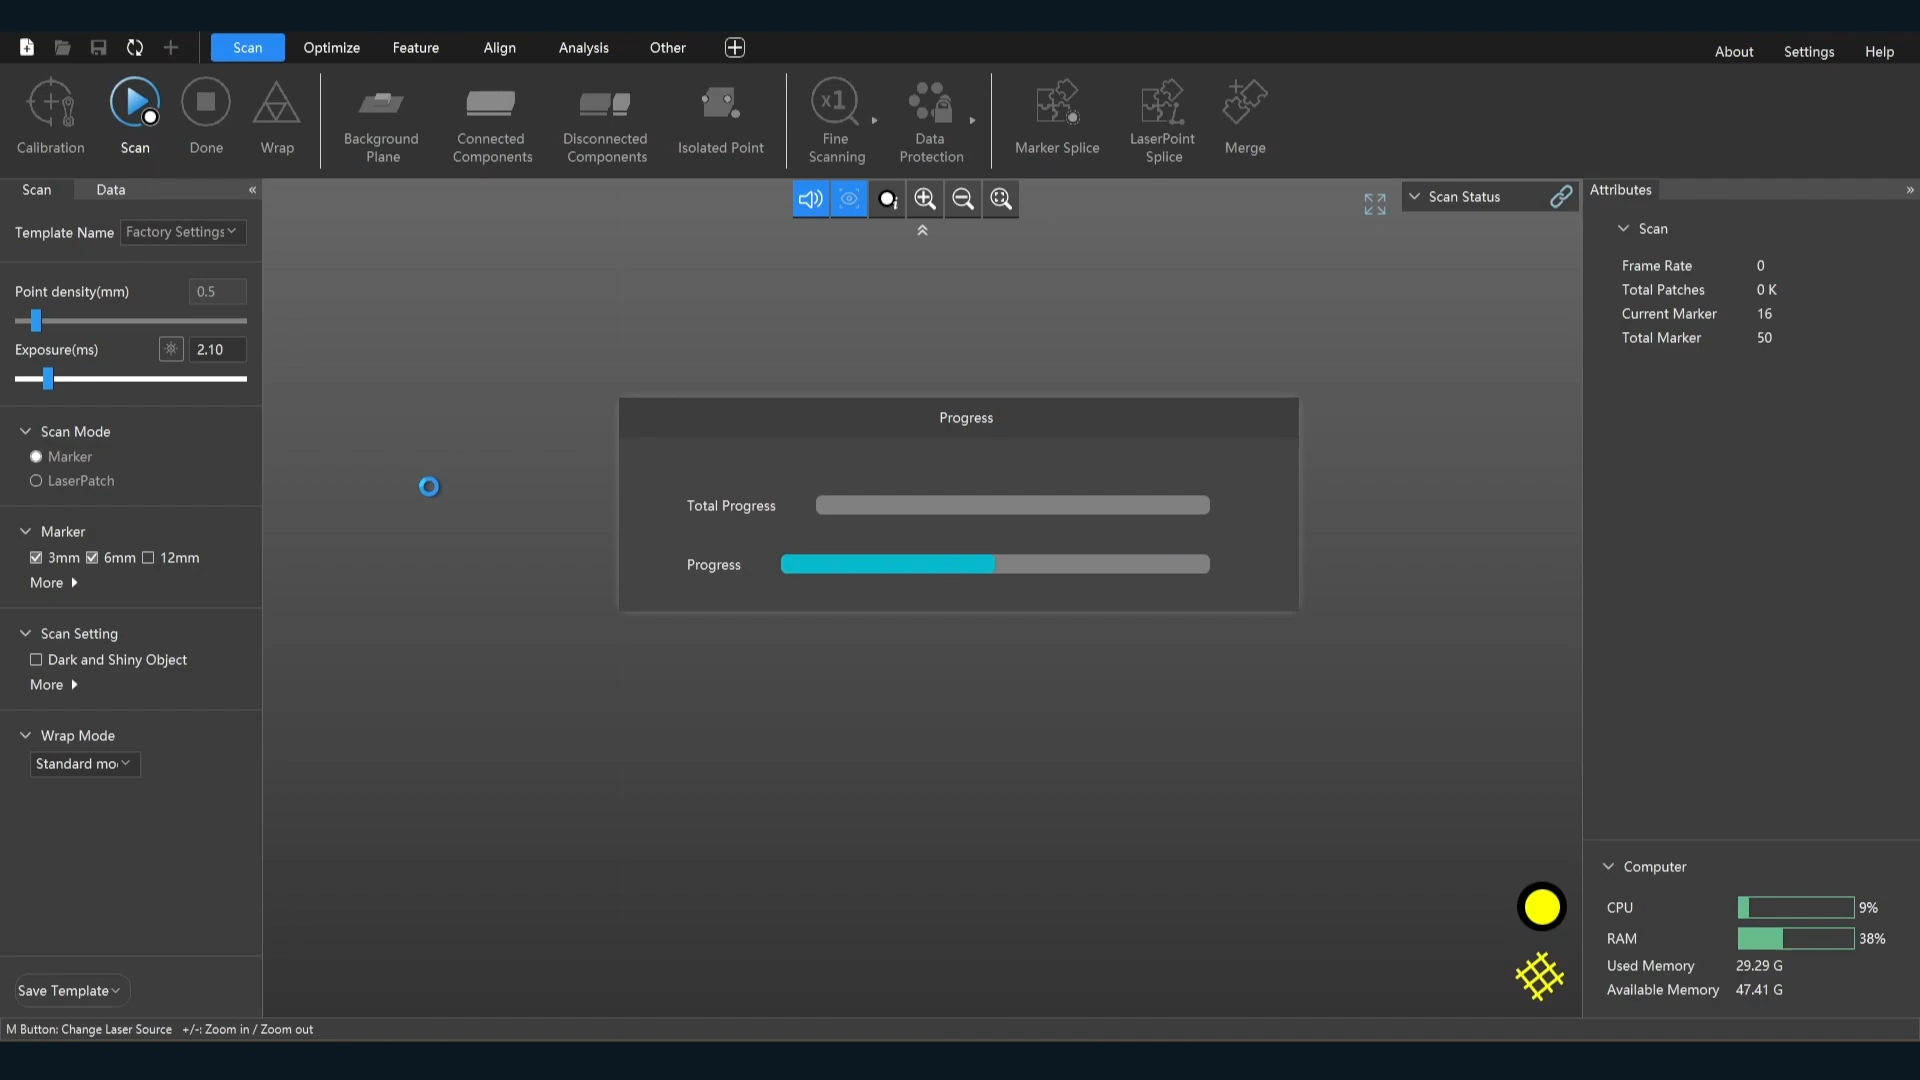 Scan Optimize Feature Align Analysis Other
About Settings Help
Calibration Scan Done Wrap
Background Plane
Connected Components
Disconnected Components
Isolated Point
x1
Fine Scanning
Data Protection
Marker Splice
LaserPoint Splice
Merge
Scan Data «
Template Name Factory Settings
Point density(mm) 0.5
Exposure(ms) 2.10
Scan Mode
Marker
LaserPatch
Marker
3mm 6mm 12mm
More
Scan Setting
Dark and Shiny Object
More
Wrap Mode
Standard mo
Save Template
Scan Status
Progress
Total Progress
Progress
Attributes »
Scan
Frame Rate 0
Total Patches 0 K
Current Marker 16
Total Marker 50
Computer
CPU 9%
RAM 38%
Used Memory 29.29 G
Available Memory 47.41 G
M Button: Change Laser Source +/-: Zoom in / Zoom out